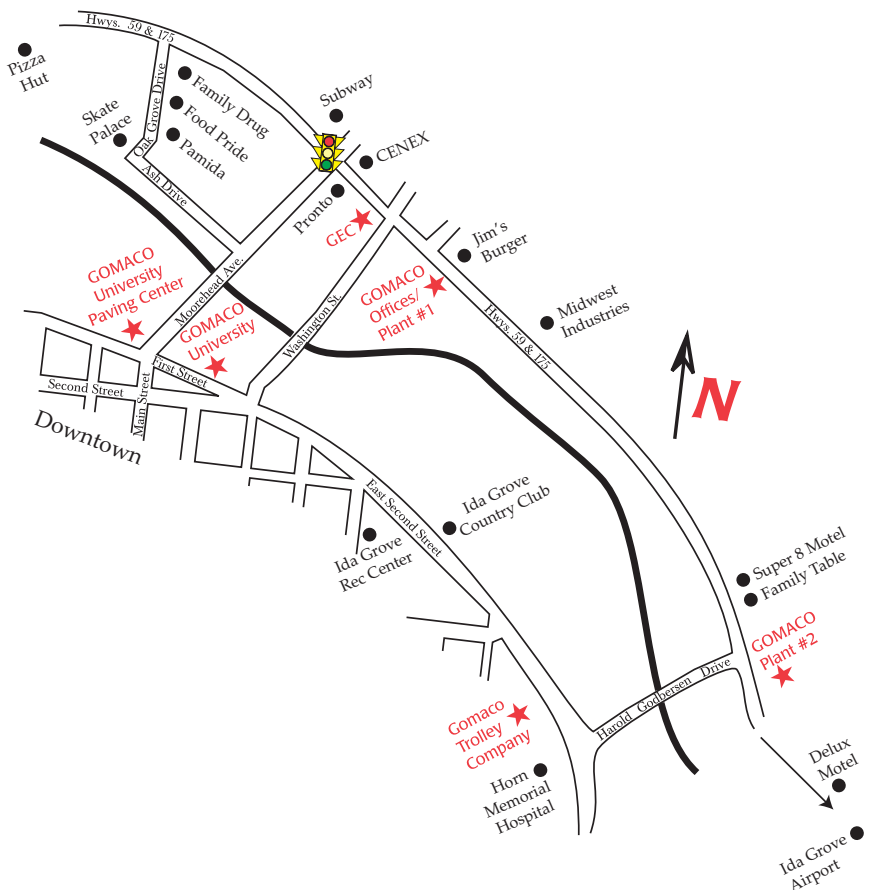 Hwys. 59 & 175
Pizza
Hut
Grove Drive
Oak
Family Drug
Food Pride
Pamida
Skate
Palace
Ash Drive
Subway
CENEX
Pronto
GEC
Jim's
Burger
GOMACO
University
Paving Center
Moorehead Ave.
GOMACO
University
Washington St.
GOMACO
Offices/
Plant #1
Midwest
Industries
Hwys. 59 & 175
N
First Street
Second Street
Main Street
Downtown
East Second Street
Ida Grove
Country Club
Ida Grove
Rec Center
Super 8 Motel
Family Table
GOMACO
Plant #2
Harold Godbersen Drive
Gomaco
Trolley
Company
Horn
Memorial
Hospital
Delux
Motel
Ida Grove
Airport